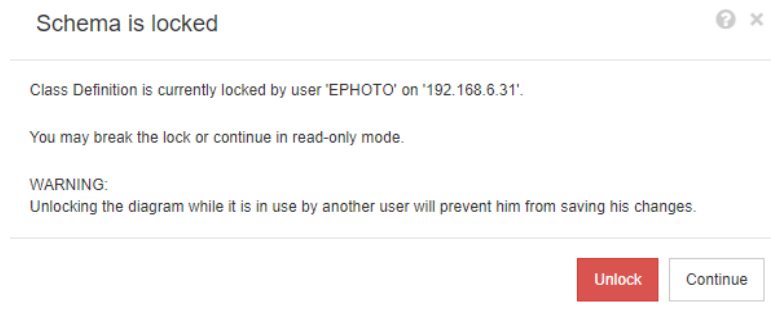 Schema is locked
Class Definition is currently locked by user 'EPHOTO' on '192.168.6.31'.
You may break the lock or continue in read-only mode.
WARNING:
Unlocking the diagram while it is in use by another user will prevent him from saving his changes.
Unlock
Continue